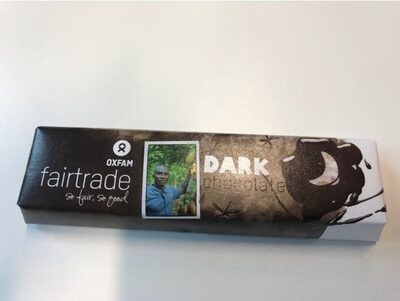 OXFAM
fairtrade
so fair, so good
DARK
chocolate